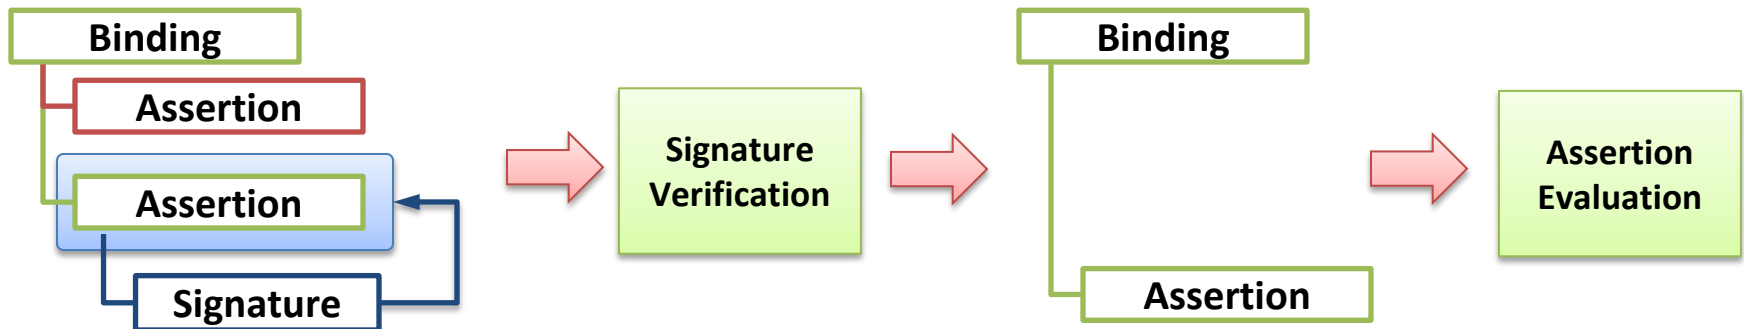 Binding
Assertion
Assertion
Signature
Signature
Verification
Binding
Assertion
Assertion
Evaluation